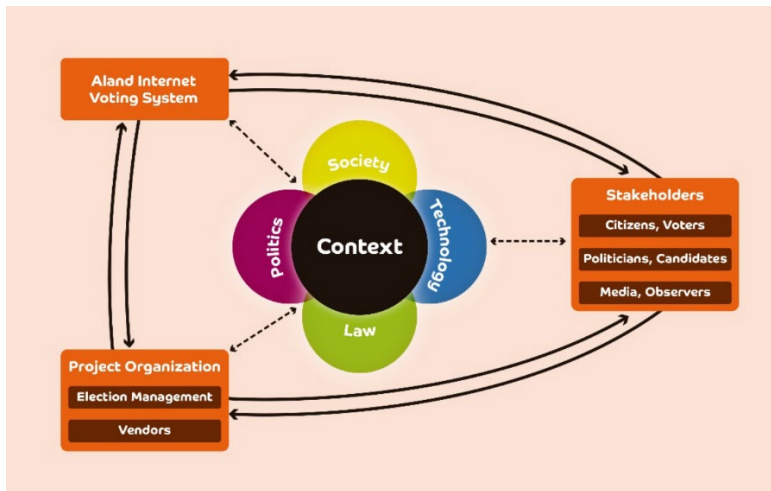 Aland Internet
Voting System
Society
Politics
Context
Technology
Law
Stakeholders
Citizens, Voters
Politicians, Candidates
Media, Observers
Project Organization
Election Management
Vendors